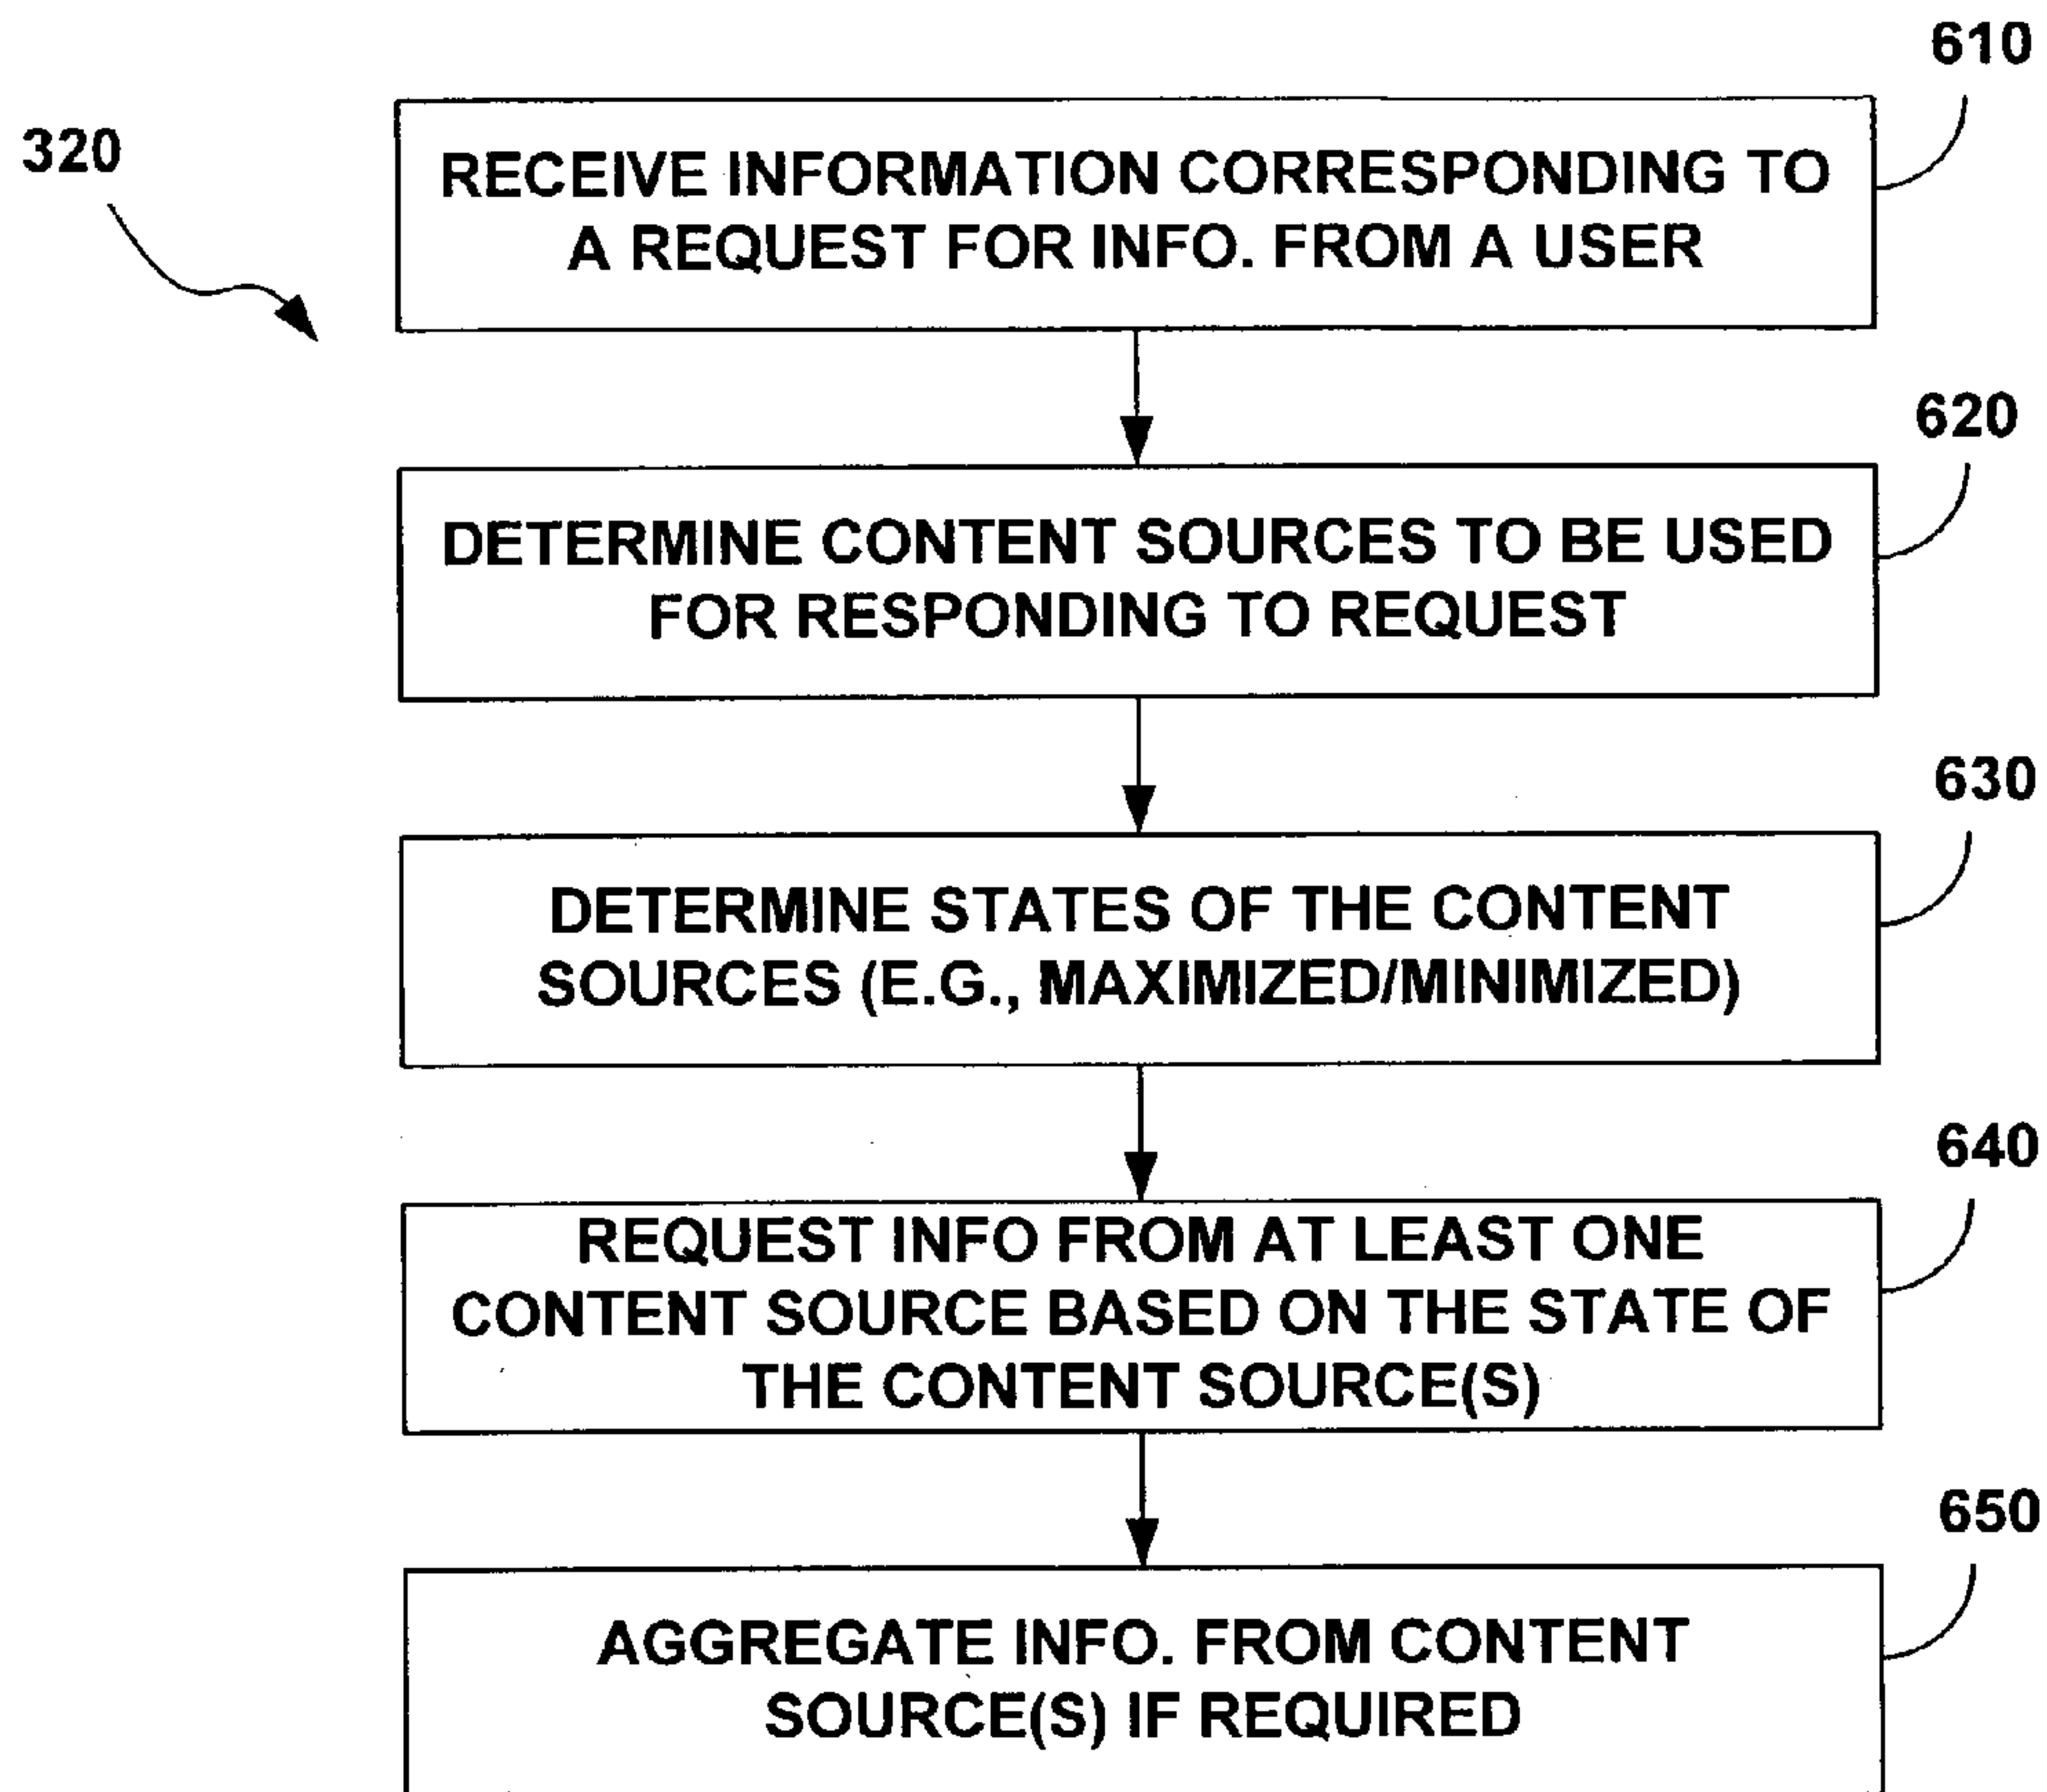 610
320
RECEIVE INFORMATION CORRESPONDING TO
A REQUEST FOR INFO. FROM A USER
620
DETERMINE CONTENT SOURCES TO BE USED
FOR RESPONDING TO REQUEST
630
DETERMINE STATES OF THE CONTENT
SOURCES (E.G., MAXIMIZED/MINIMIZED)
640
REQUEST INFO FROM AT LEAST ONE
CONTENT SOURCE BASED ON THE STATE OF
THE CONTENT SOURCE(S)
650
AGGREGATE INFO. FROM CONTENT
SOURCE(S) IF REQUIRED